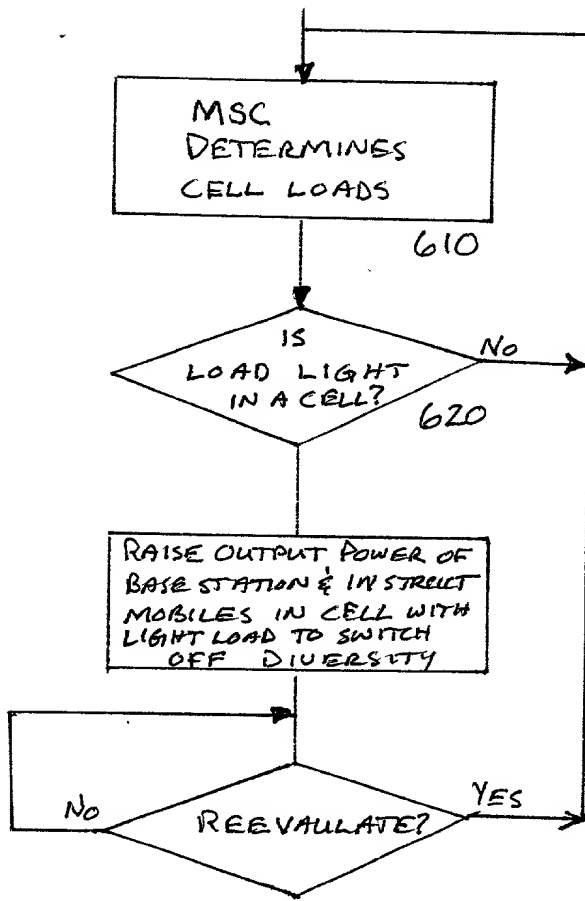 MSC
DETERMINES
CELL LOADS
610
IS
LOAD LIGHT
IN A CELL?
NO
620
RAISE OUTPUT POWER OF
BASE STATION & INSTRUCT
MOBILES IN CELL WITH
LIGHT LOAD TO SWITCH
OFF DIVERSITY
NO
REEVAULATE?
YES